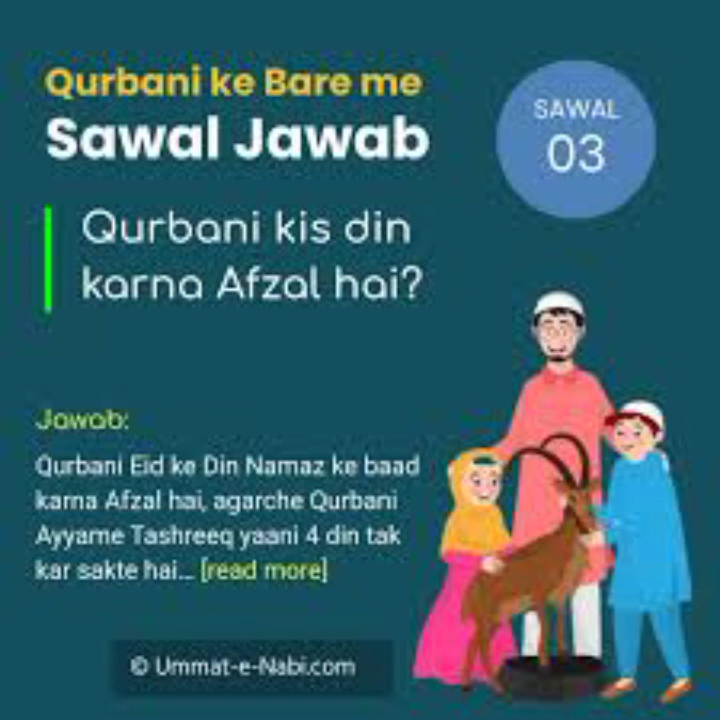 Qurbani ke Bare me
Sawal Jawab
SAWAL
03
Qurbani kis din
karna Afzal hai?
Jawab:
Qurbani Eid ke Din Namaz ke baad
karna Afzal hai, agarche Qurbani
Ayyame Tashreeq yaani 4 din tak
kar sakte hai... [read more]
© Ummat-e-Nabi.com